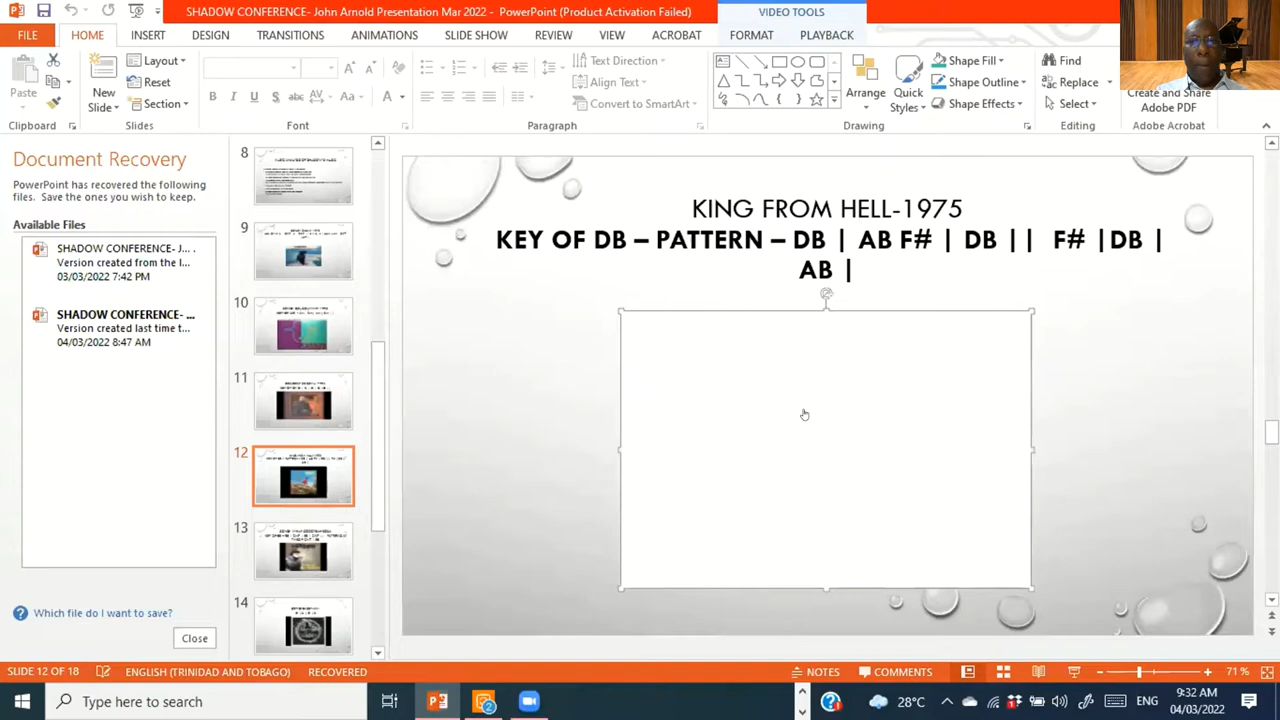 SHADOW CONFERENCE- John Arnold Presentation Mar 2022 - PowerPoint (Product Activation Failed)
VIDEO TOOLS
FILE HOME INSERT DESIGN TRANSITIONS ANIMATIONS SLIDE SHOW REVIEW VIEW ACROBAT FORMAT PLAYBACK
Paste
New
Slide
Layout
Reset
Section
B I U S abc AV Aa A
Text Direction
Align Text
Convert to SmartArt
Arrange
Quick
Styles
Shape Fill
Shape Outline
Shape Effects
Find
Replace
Select
Create and Share
Adobe PDF
Clipboard Slides Font Paragraph Drawing Editing Adobe Acrobat
Document Recovery
PowerPoint has recovered the following
files. Save the ones you wish to keep.
Available Files
SHADOW CONFERENCE- J...
Version created from the l...
03/03/2022 7:42 PM
SHADOW CONFERENCE- ...
Version created last time t...
04/03/2022 8:47 AM
Which file do I want to save?
Close
8
9
10
11
12
13
14
KING FROM HELL-1975
KEY OF DB – PATTERN – DB | AB F# | DB || F# |DB |
AB |
SLIDE 12 OF 18 ENGLISH (TRINIDAD AND TOBAGO) RECOVERED NOTES COMMENTS 71 %
Type here to search
28°C
ENG
9:32 AM
04/03/2022